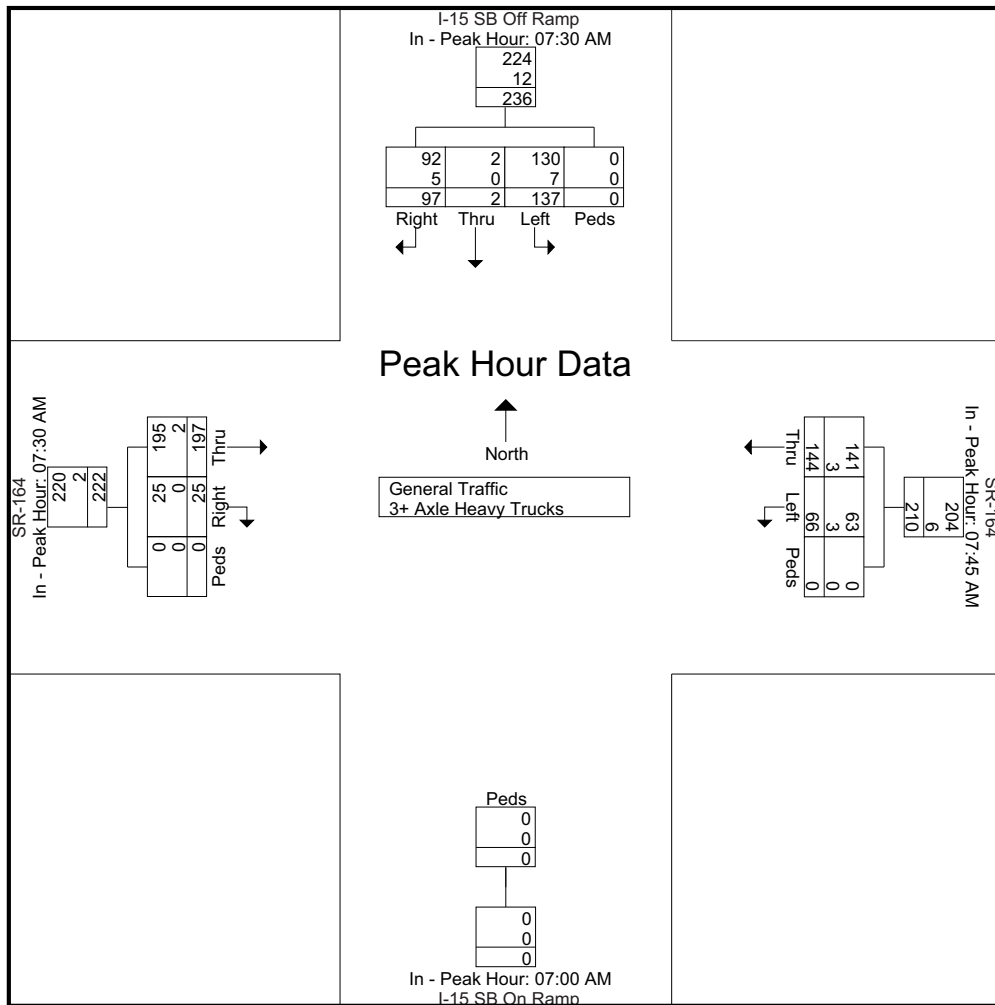 I-15 SB Off Ramp
In - Peak Hour: 07:30 AM
224
12
236
92 2 130 0
5 0 7 0
97 2 137 0
Right Thru Left Peds
Peak Hour Data
North
General Traffic
3+ Axle Heavy Trucks
SR-164
In - Peak Hour: 07:30 AM
220
2
222
195 25 0
2 0 0
197 25 0
Thru Right Peds
SR-164
In - Peak Hour: 07:45 AM
204
6
210
141 63 0
3 3 0
144 66 0
Thru Left Peds
Peds
0
0
0
0
0
0
In - Peak Hour: 07:00 AM
I-15 SB On Ramp